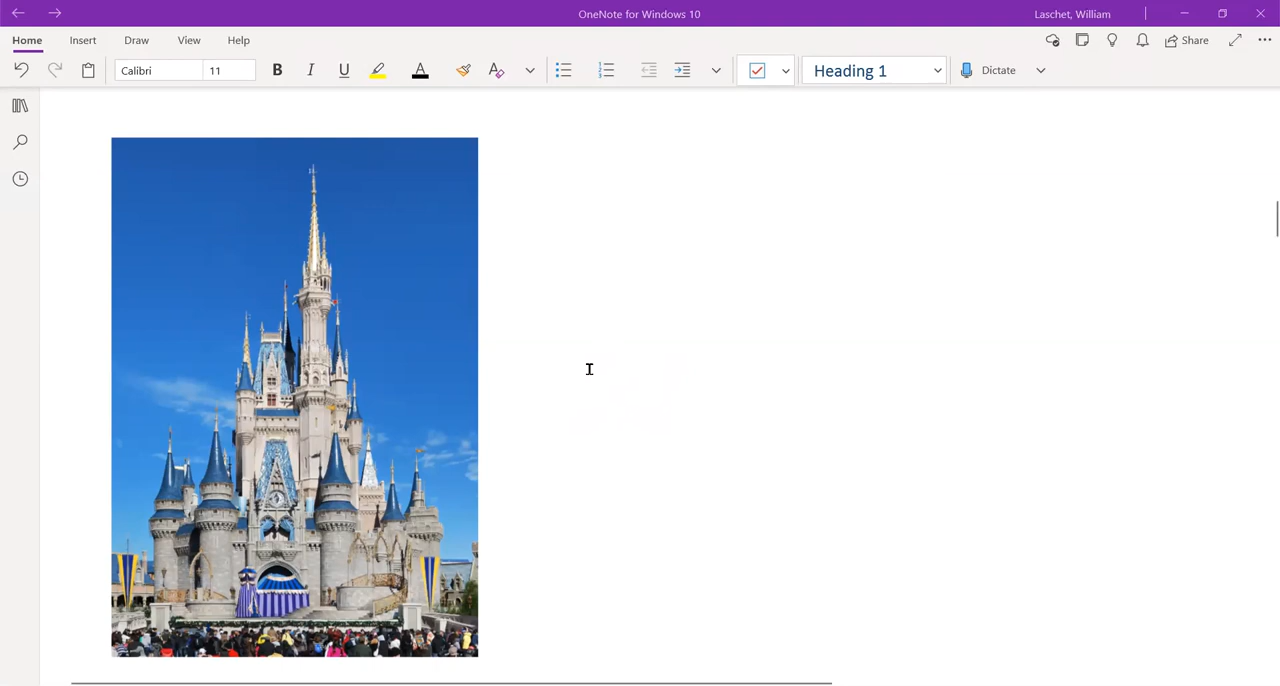 OneNote for Windows 10
Laschet, William
Home Insert Draw View Help
Share
Calibri 11 B I U A A Heading 1 Dictate